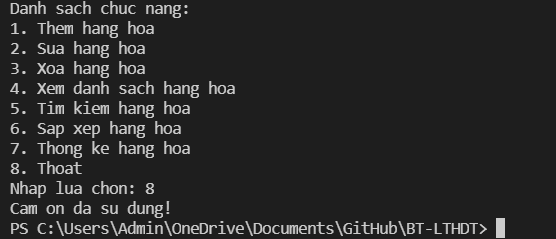 Danh sach chuc nang:
1. Them hang hoa
2. Sua hang hoa
3. Xoa hang hoa
4. Xem danh sach hang hoa
5. Tim kiem hang hoa
6. Sap xep hang hoa
7. Thong ke hang hoa
8. Thoat
Nhap lua chon: 8
Cam on da su dung!
PS C:\Users\Admin\OneDrive\Documents\GitHub\BT-LTHDT>